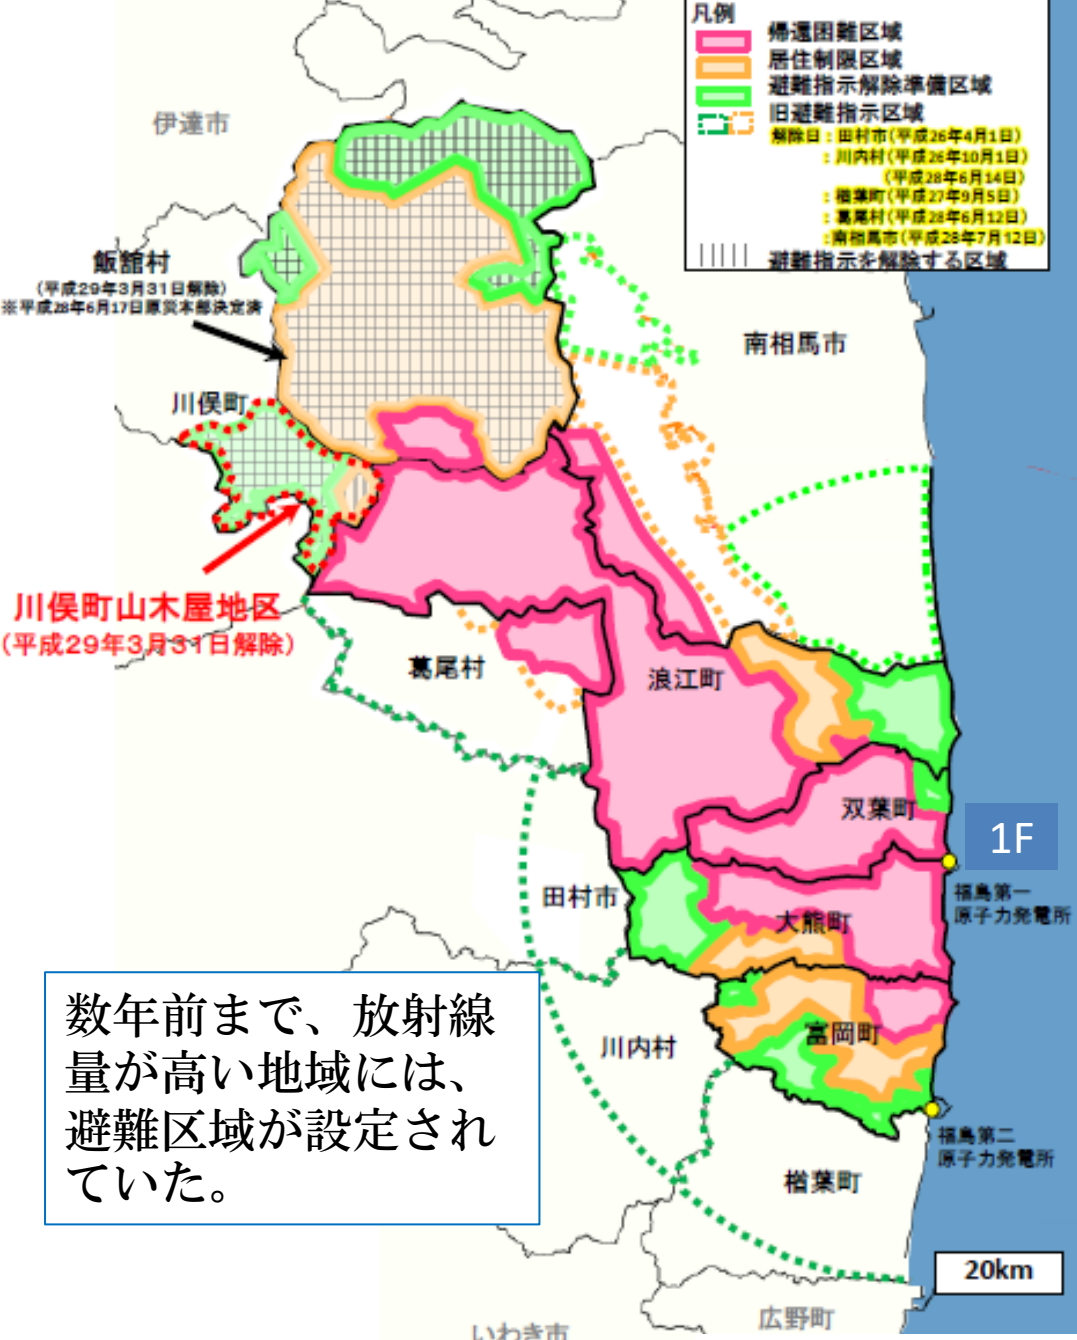 凡例
帰還困難区域
居住制限区域
避難指示解除準備区域
旧避難指示区域
解除日：田村市(平成26年4月1日)
：川内村(平成26年10月1日)
(平成28年6月14日)
：楢葉町(平成27年9月5日)
：葛尾村(平成28年6月12日)
：南相馬市(平成28年7月12日)
避難指示を解除する区域
伊達市
飯舘村
(平成29年3月31日解除)
※平成28年6月17日原災本部決定済
南相馬市
川俣町
川俣町山木屋地区
(平成29年3月31日解除)
葛尾村
浪江町
双葉町
1F
福島第一
原子力発電所
田村市
大熊町
数年前まで、放射線
量が高い地域には、
避難区域が設定され
ていた。
川内村
富岡町
福島第二
原子力発電所
楢葉町
20km
広野町
いわき市